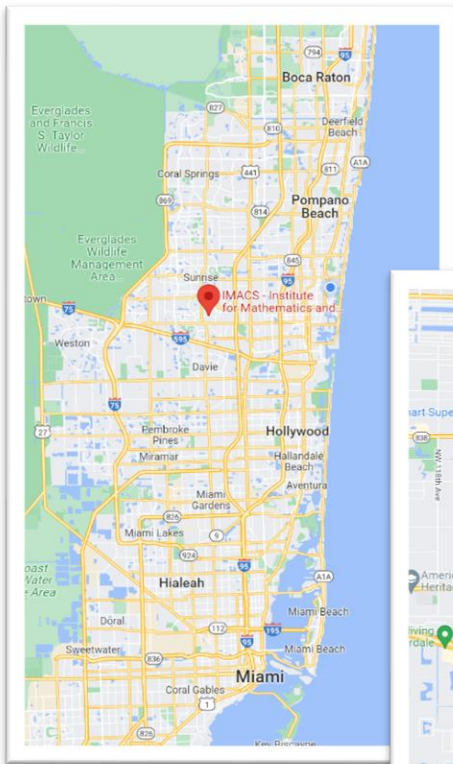 794
95
Boca Raton
827
Everglades
and Francis
S. Taylor
Wildlife...
810
Deerfield
Beach
A1A
Coral Springs
441
811
869
Pompano
Beach
814
Everglades
Wildlife
Management
Area
845
Sunrise
95
IMACS - Institute
for Mathematics and...
75
595
Weston
Davie
75
27
Pembroke
Pines
Hollywood
Miramar
Hallandale
Beach
Aventura
838
NW 118th Ave
Miami
Gardens
826
9
Miami Lakes
924
95
A1A
Hialeah
Miami Beach
Doral
112
195
95
Sweetwater
836
Miami Beach
Miami
Coral Gables
1
826
Key Biscayne